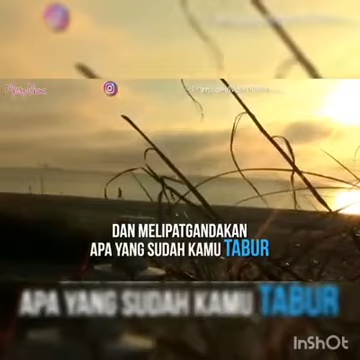 DAN MELIPATGANDAKAN
APA YANG SUDAH KAMU TABUR
APA YANG SUDAH KAMU TABUR
InShOt